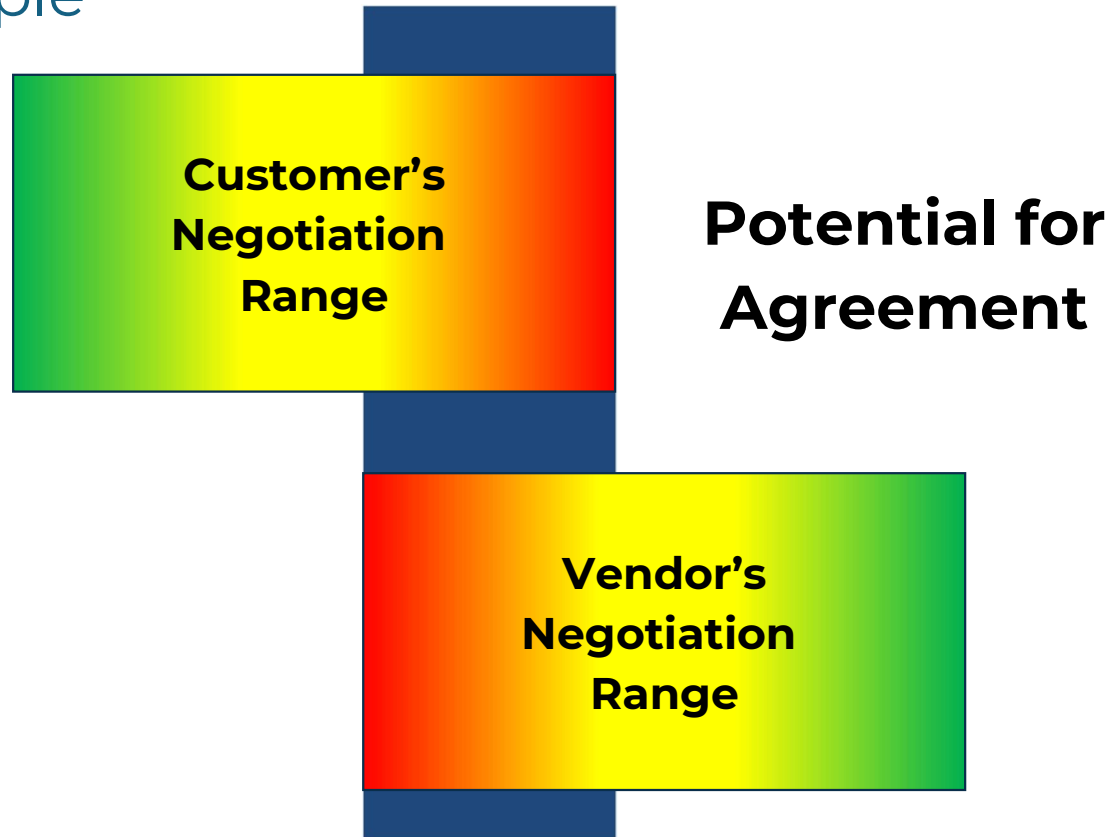 Customer’s
Negotiation
Range
Potential for
Agreement
Vendor’s
Negotiation
Range